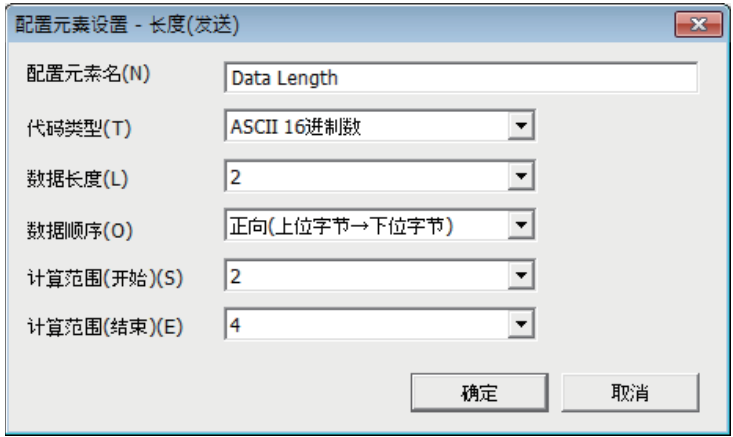 配置元素设置 - 长度(发送)
配置元素名(N) Data Length
代码类型(T) ASCII 16进制数
数据长度(L) 2
数据顺序(O) 正向(上位字节→下位字节)
计算范围(开始)(S) 2
计算范围(结束)(E) 4
确定 取消